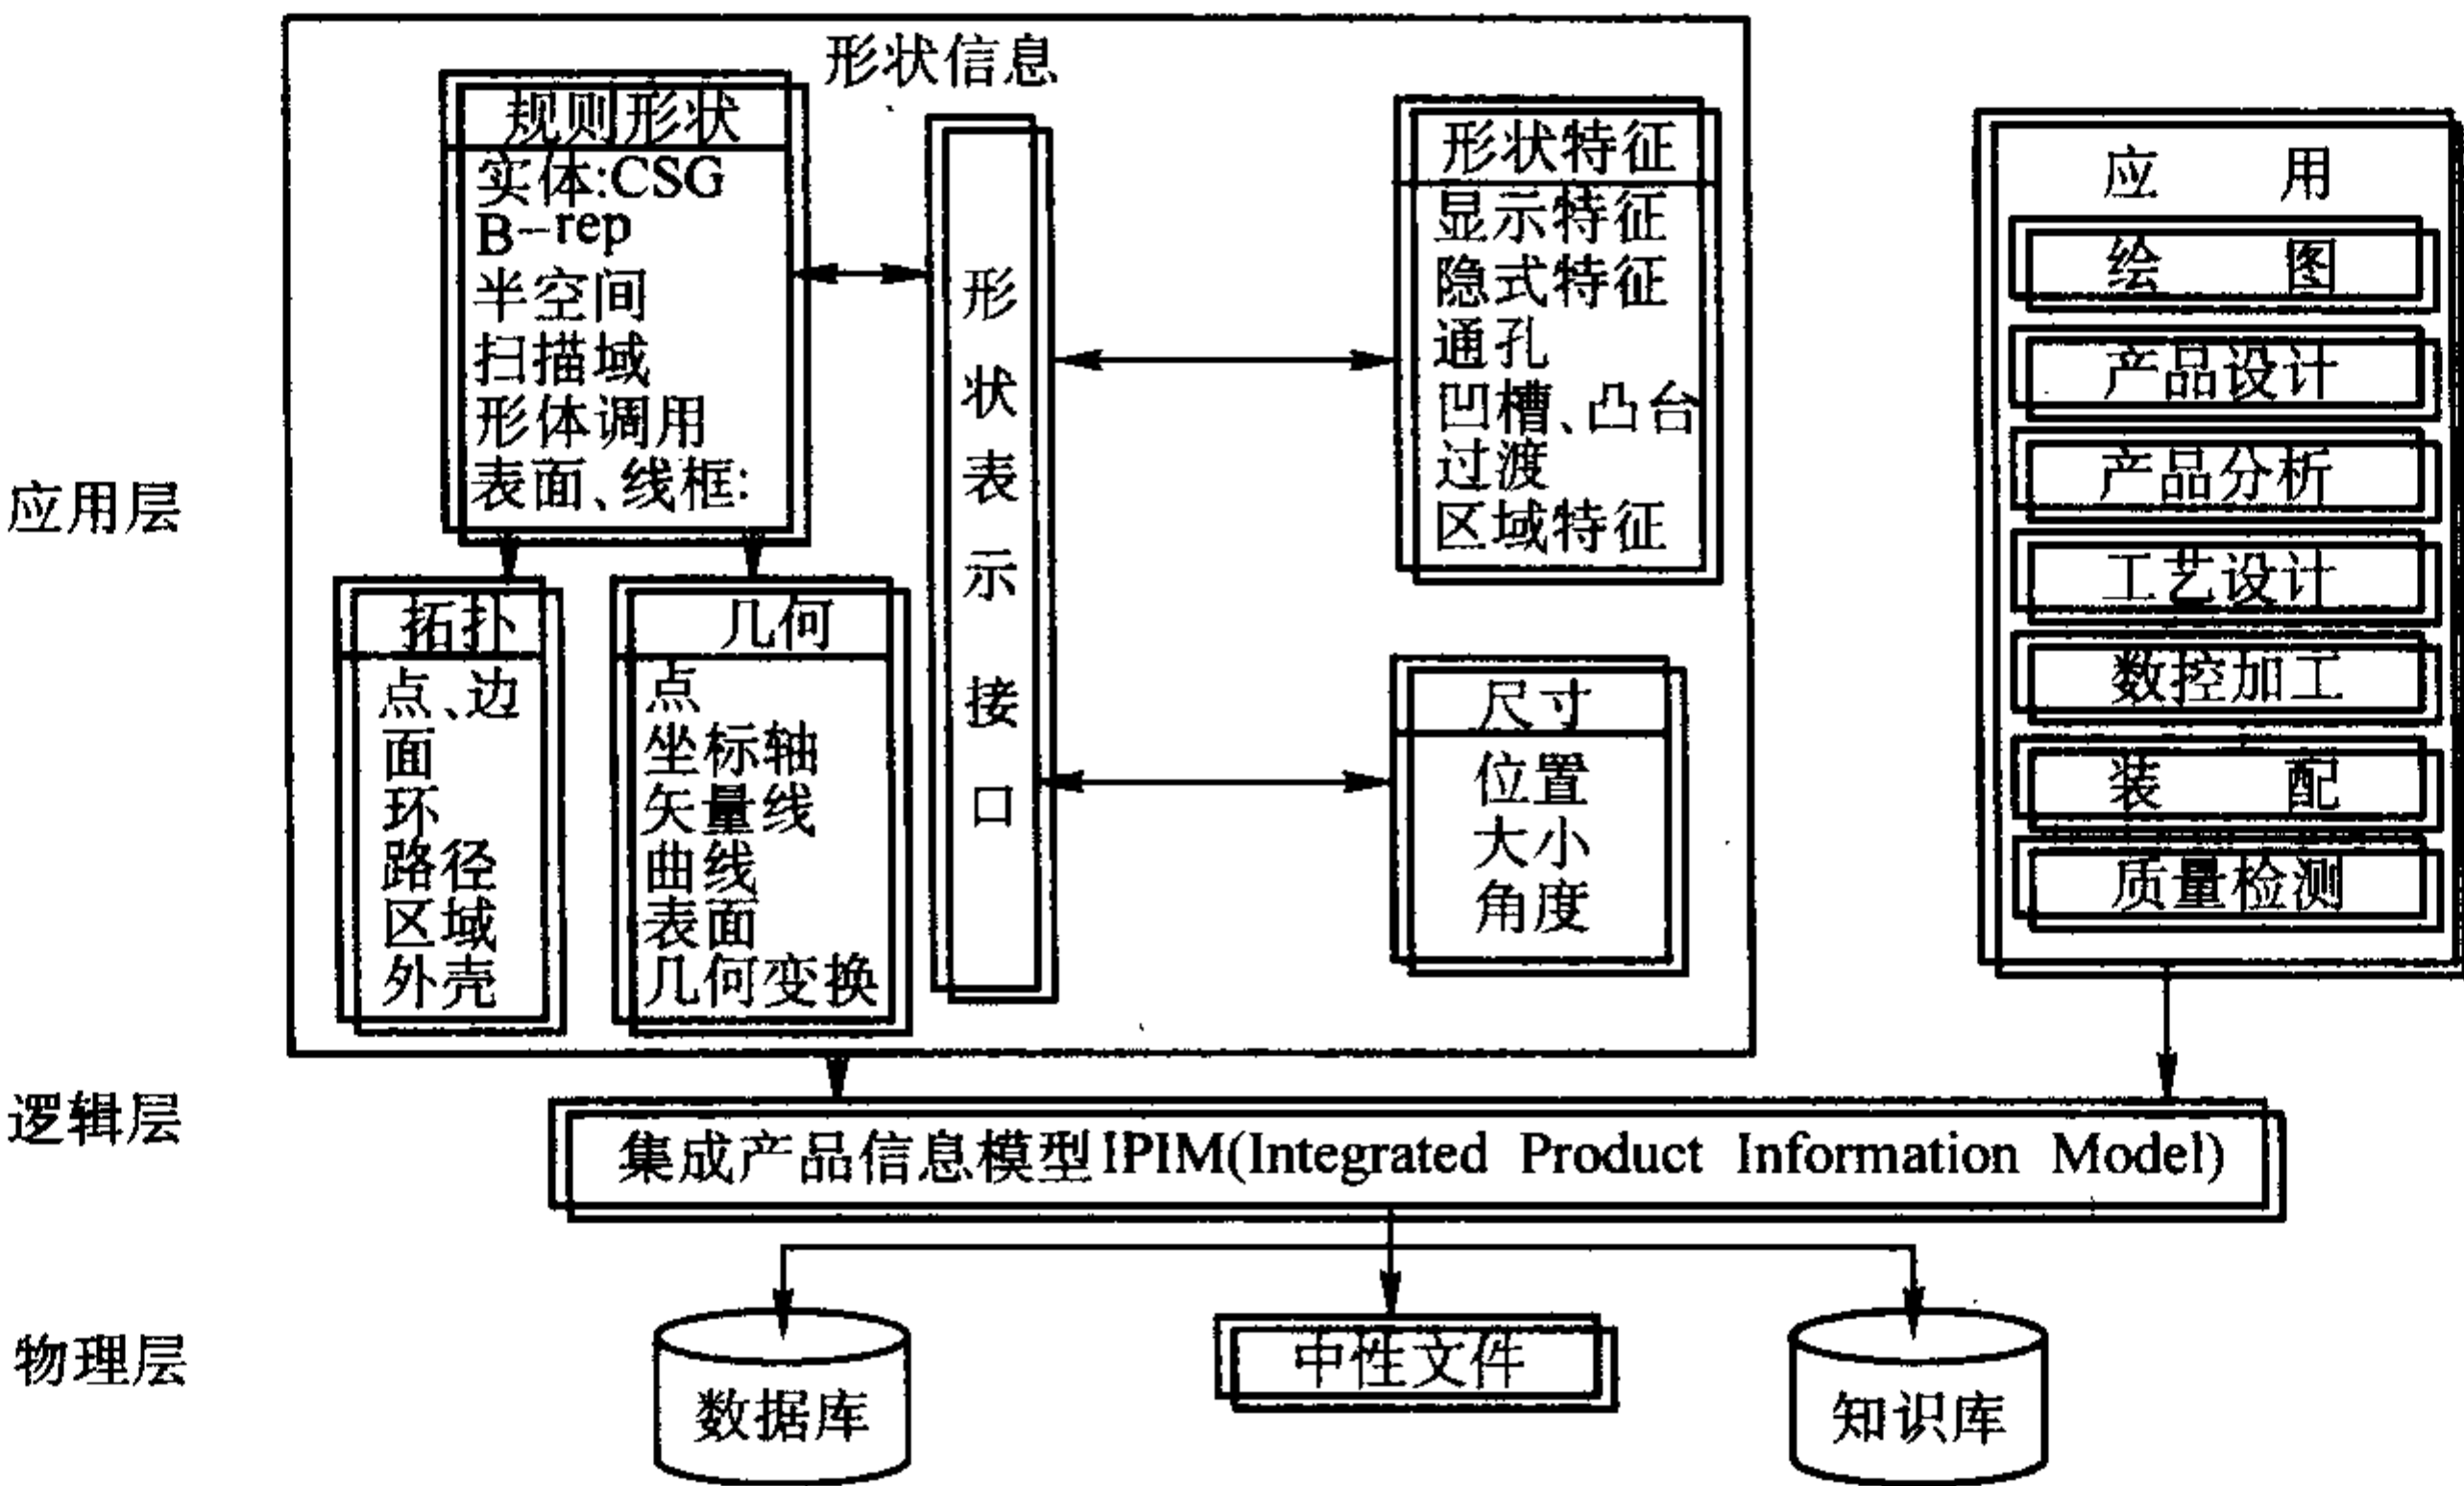 形状信息
规则形状
实体:CSG
B-rep
半空间
扫描域
形体调用
表面、线框:
形状表示接口
形状特征
显示特征
隐式特征
通孔
凹槽、凸台
过渡
区域特征
应用
绘图
产品设计
产品分析
工艺设计
数控加工
装配
质量检测
应用层
拓扑
点、边
面
环
路径
区域
外壳
几何
点
坐标轴
矢量线
曲线
表面
几何变换
尺寸
位置
大小
角度
逻辑层
集成产品信息模型IPIM(Integrated Product Information Model)
物理层
数据库
中性文件
知识库